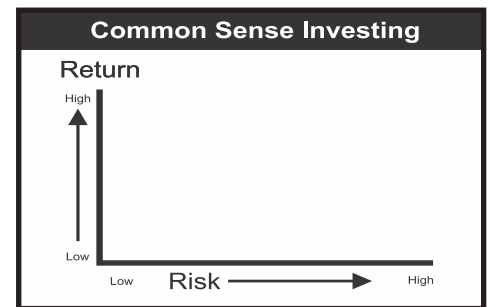 Common Sense Investing
Return
High
Low
Low Risk High